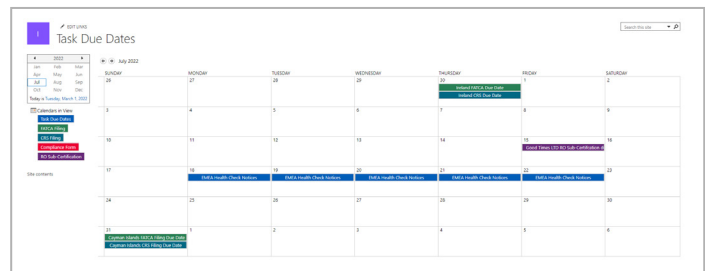 EDIT LINKS
Search this site
I
Task Due Dates
2022
Jan Feb Mar
Apr May Jun
Jul Aug Sep
Oct Nov Dec
Today is Tuesday, March 1, 2022
Calendars in View
Task Due Dates
FATCA Filing
CRS Filing
Compliance Form
RO Sub-Certification
Site contents
July 2022
SUNDAY MONDAY TUESDAY WEDNESDAY THURSDAY FRIDAY SATURDAY
26 27 28 29 30 1 2
Ireland FATCA Due Date
Ireland CRS Due Date
3 4 5 6 7 8 9
10 11 12 13 14 15 16
Good Times LTD RO Sub-Certification
17 18 19 20 21 22 23
EMEA Health Check Notices EMEA Health Check Notices EMEA Health Check Notices EMEA Health Check Notices EMEA Health Check Notices
24 25 26 27 28 29 30
31 1 2 3 4 5 6
Cayman Islands FATCA Filing Due Date
Cayman Islands CRS Filing Due Date